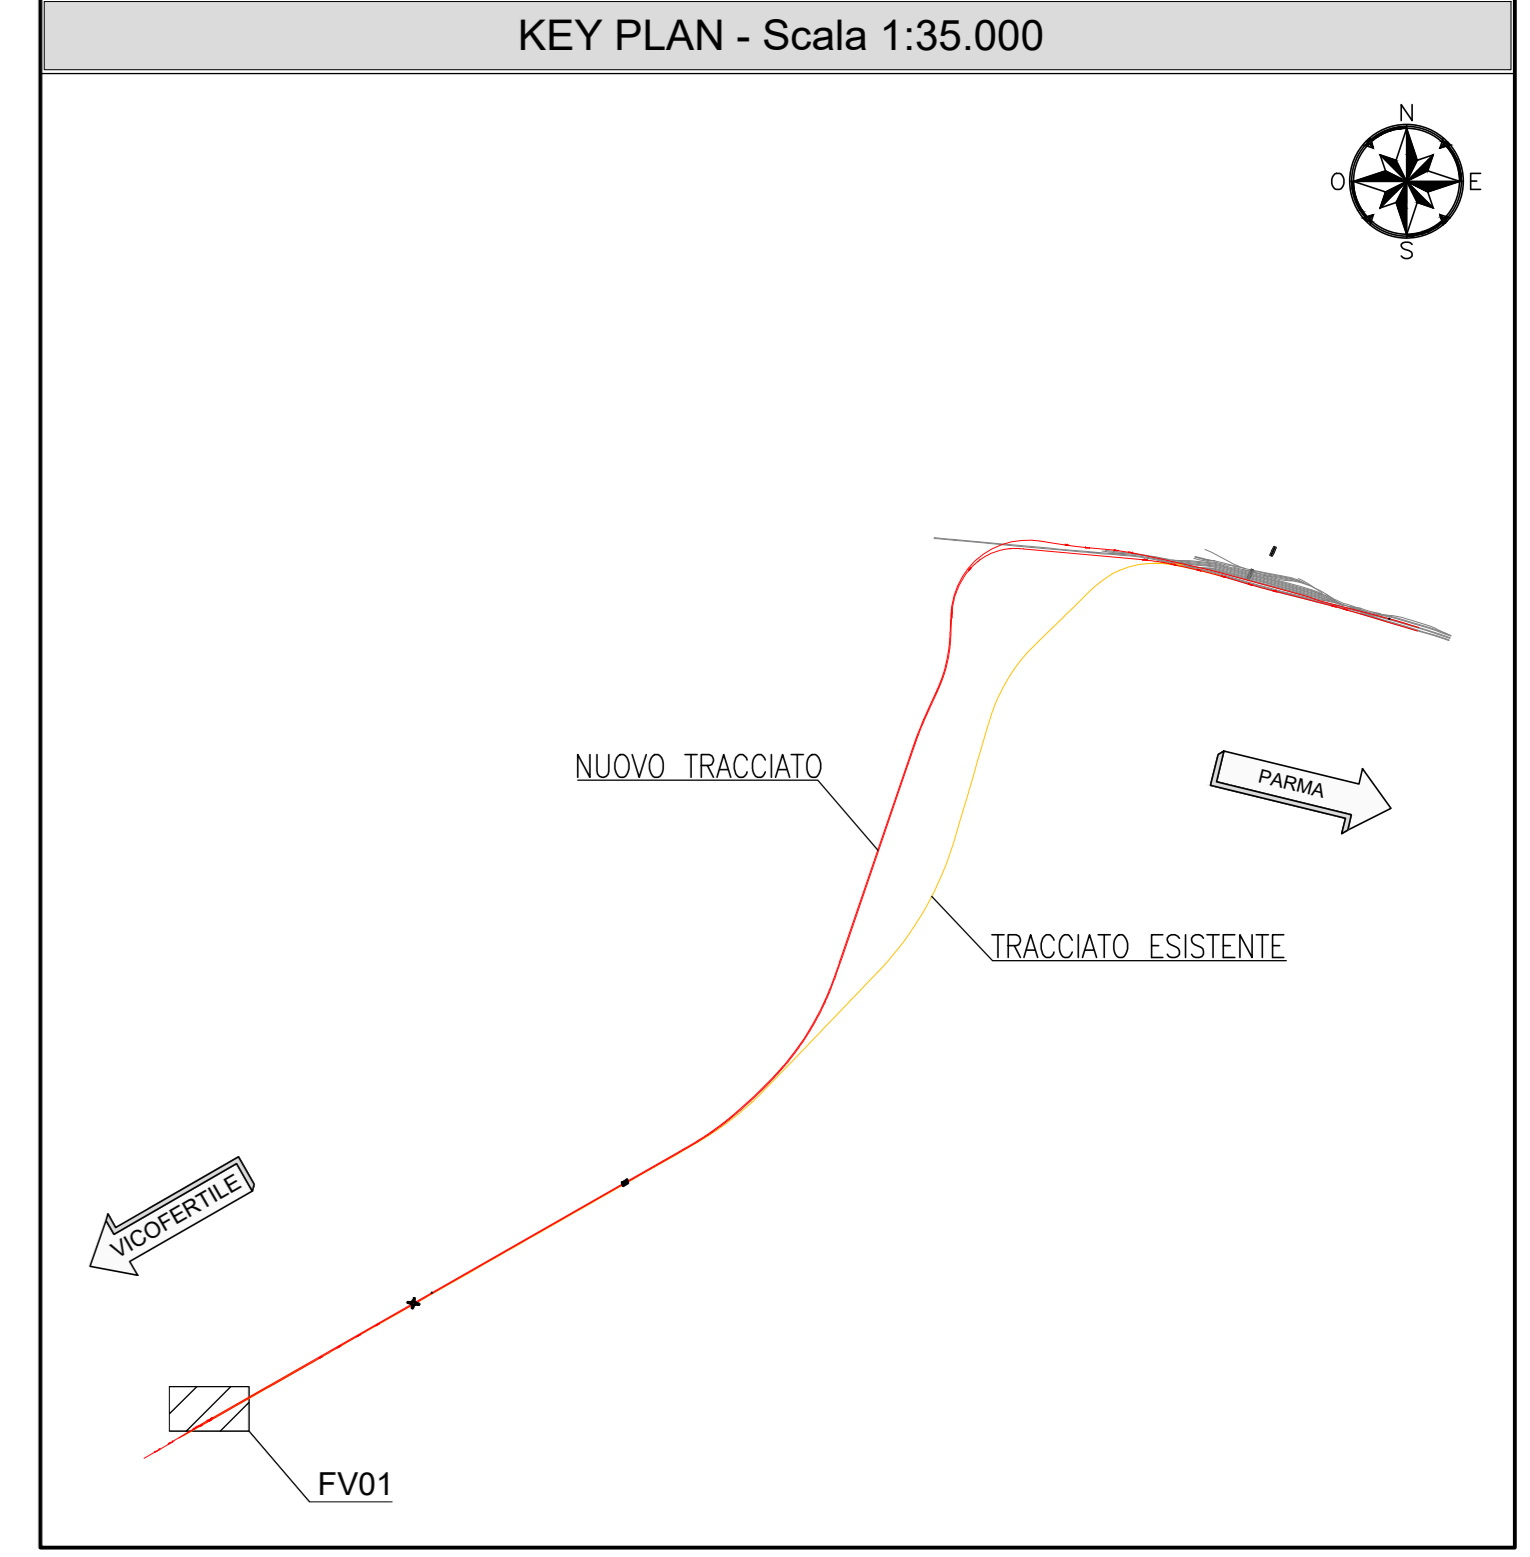 KEY PLAN - Scala 1:35.000
N
O
E
S
NUOVO TRACCIATO
PARMA
TRACCIATO ESISTENTE
VICOFERTILE
FV01